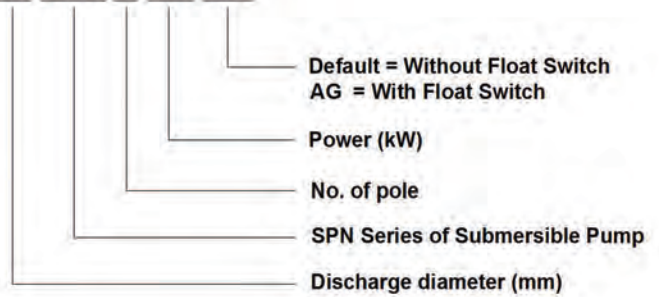 Default = Without Float Switch
AG = With Float Switch
Power (kW)
No. of pole
SPN Series of Submersible Pump
Discharge diameter (mm)